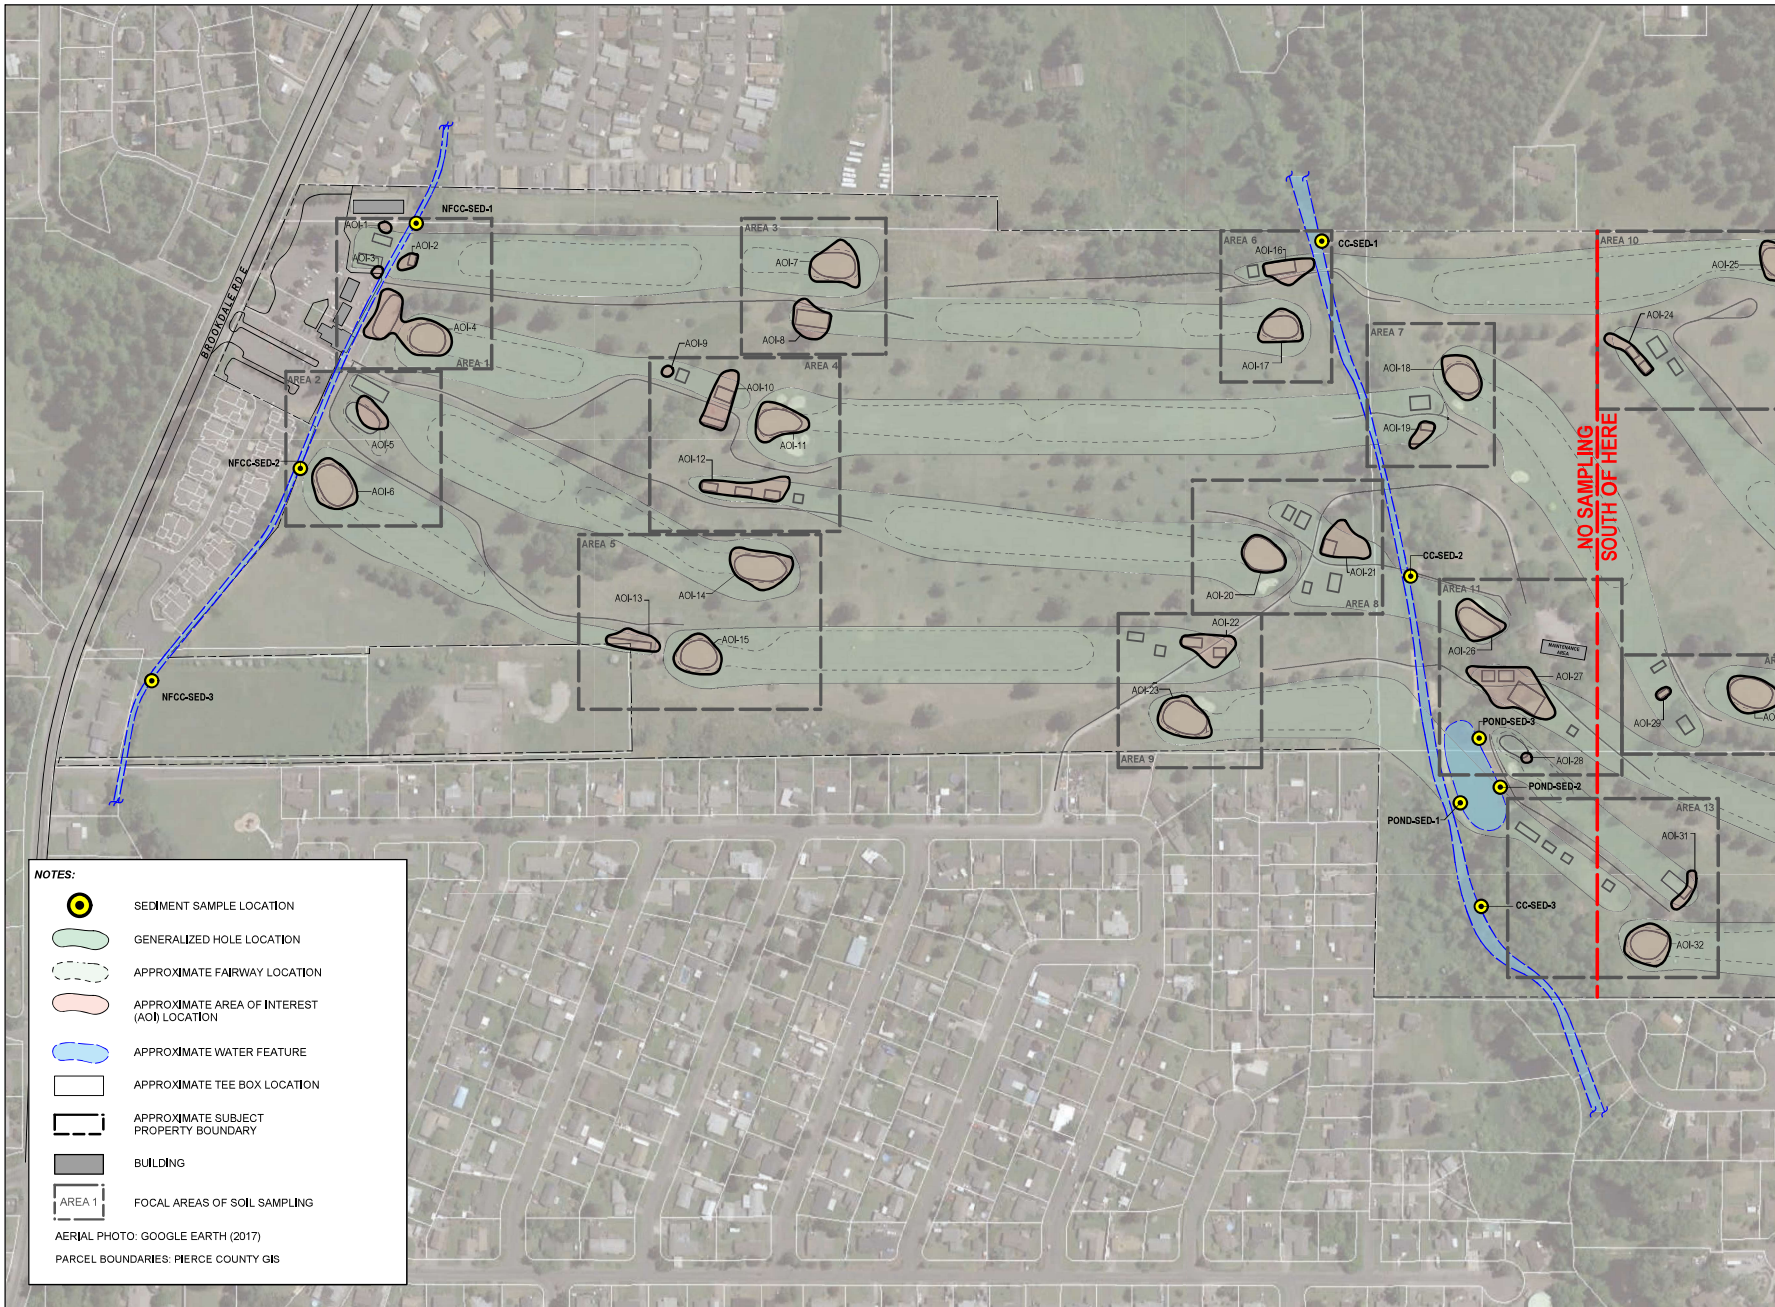 NFCC-SED-1
AOI-1
AOI-2
AOI-3
AOI-4
AREA 1
BROOKDALE RD E
AREA 2
AOI-5
NFCC-SED-2
AOI-6
NFCC-SED-3
AREA 3
AOI-7
AOI-8
AOI-9
AREA 4
AOI-10
AOI-11
AOI-12
AREA 5
AOI-13
AOI-14
AOI-15
AREA 6
AOI-16
CC-SED-1
AOI-17
AREA 7
AOI-18
AOI-19
AREA 10
AOI-25
AOI-24
NO SAMPLING
SOUTH OF HERE
AOI-20
AOI-21
AREA 8
CC-SED-2
AOI-22
AOI-23
AREA 9
AREA 11
AOI-26
MAINTENANCE
AREA
AOI-27
AOI-28
AOI-29
POND-SED-3
POND-SED-2
POND-SED-1
AREA 13
AOI-31
CC-SED-3
AOI-32
NOTES:
SEDIMENT SAMPLE LOCATION
GENERALIZED HOLE LOCATION
APPROXIMATE FAIRWAY LOCATION
APPROXIMATE AREA OF INTEREST
(AOI) LOCATION
APPROXIMATE WATER FEATURE
APPROXIMATE TEE BOX LOCATION
APPROXIMATE SUBJECT
PROPERTY BOUNDARY
BUILDING
AREA 1
FOCAL AREAS OF SOIL SAMPLING
AERIAL PHOTO: GOOGLE EARTH (2017)
PARCEL BOUNDARIES: PIERCE COUNTY GIS